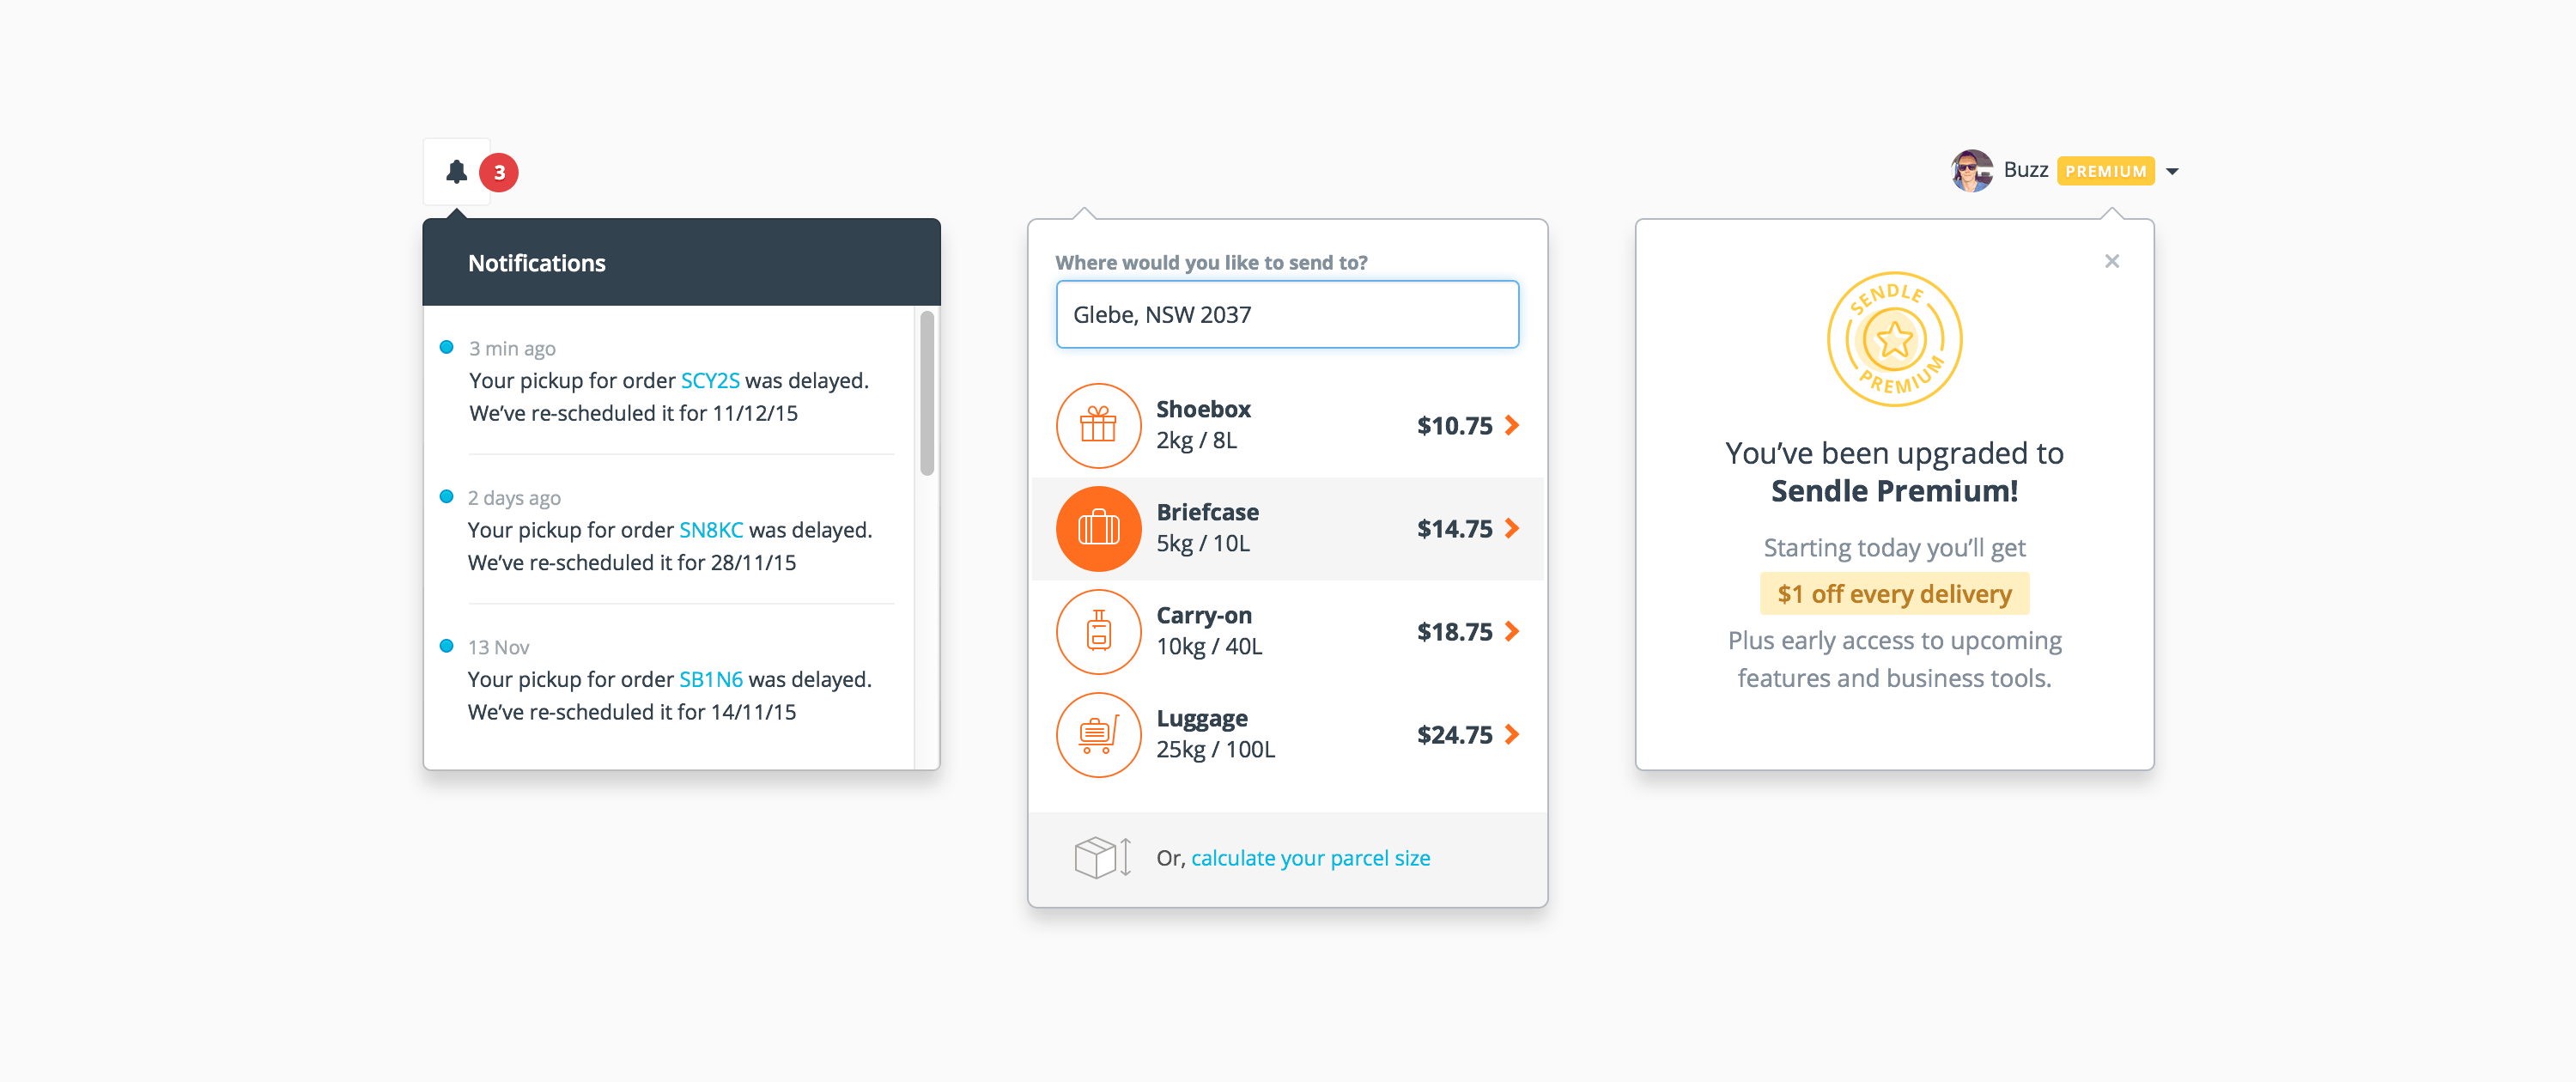 3
Notifications
3 min ago
Your pickup for order SCY2S was delayed.
We’ve re-scheduled it for 11/12/15
2 days ago
Your pickup for order SN8KC was delayed.
We’ve re-scheduled it for 28/11/15
13 Nov
Your pickup for order SB1N6 was delayed.
We’ve re-scheduled it for 14/11/15
Where would you like to send to?
Glebe, NSW 2037
Shoebox
2kg / 8L
$10.75
Briefcase
5kg / 10L
$14.75
Carry-on
10kg / 40L
$18.75
Luggage
25kg / 100L
$24.75
Or, calculate your parcel size
Buzz PREMIUM
SENDLE
PREMIUM
You’ve been upgraded to
Sendle Premium!
Starting today you’ll get
$1 off every delivery
Plus early access to upcoming
features and business tools.